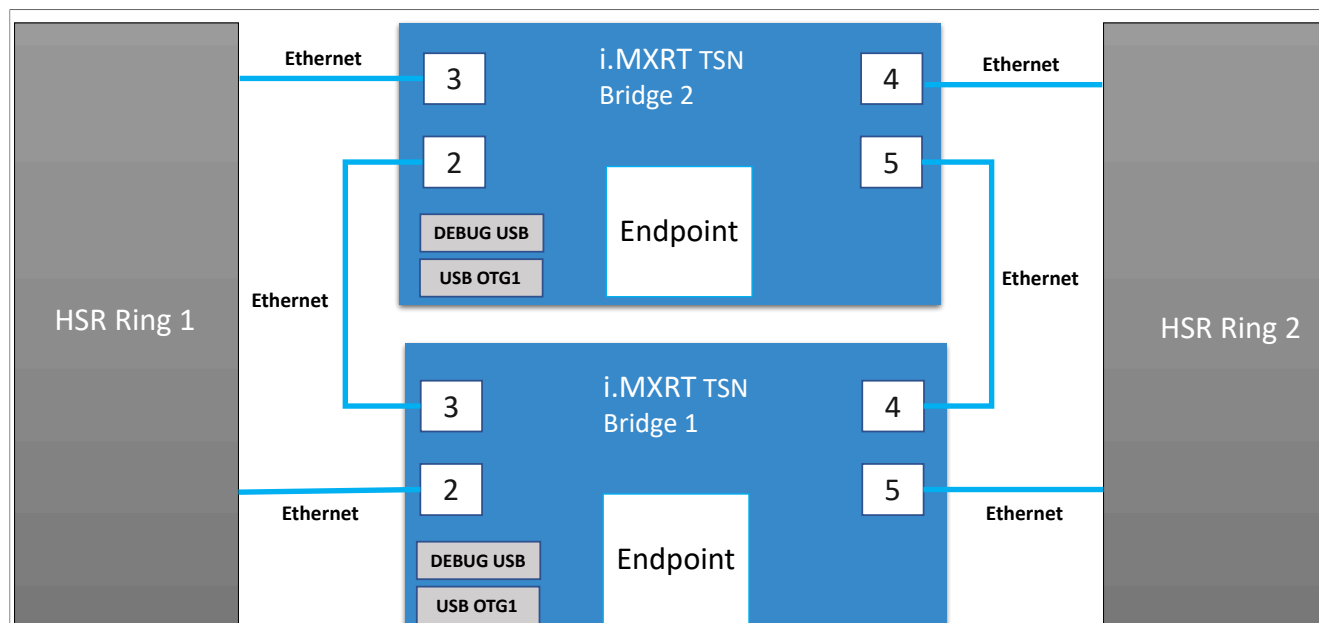 Ethernet
3
i.MXRT TSN
Bridge 2
4
Ethernet
2
5
DEBUG USB
Endpoint
USB OTG1
Ethernet
Ethernet
HSR Ring 1
HSR Ring 2
3
i.MXRT TSN
Bridge 1
4
2
5
Ethernet
Ethernet
DEBUG USB
Endpoint
USB OTG1